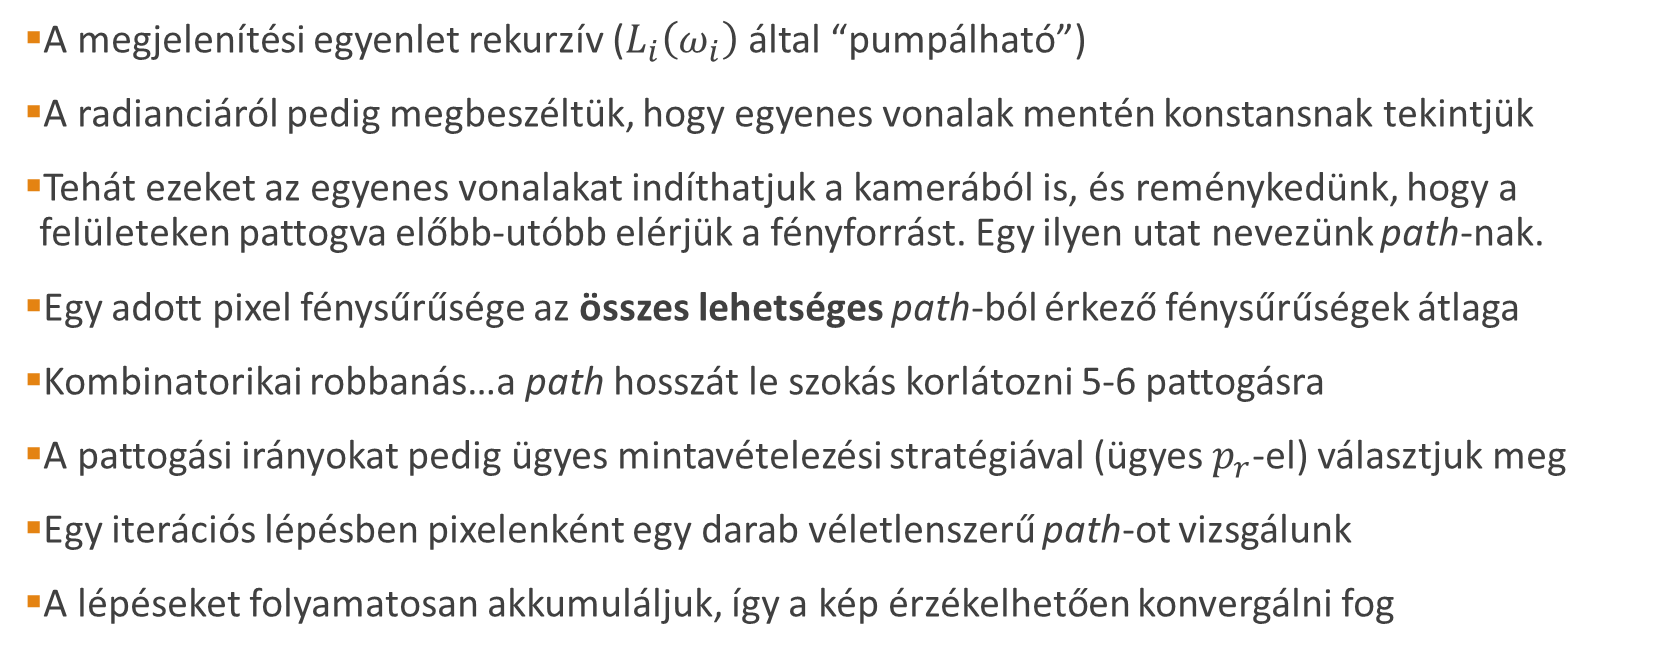 ▪A megjelenítési egyenlet rekurzív (𝐿ᵢ(𝜔ᵢ) által “pumpálható”)
▪A radianciáról pedig megbeszéltük, hogy egyenes vonalak mentén konstansnak tekintjük
▪Tehát ezeket az egyenes vonalakat indíthatjuk a kamerából is, és reménykedünk, hogy a
felületeken pattogva előbb-utóbb elérjük a fényforrást. Egy ilyen utat nevezünk path-nak.
▪Egy adott pixel fénysűrűsége az összes lehetséges path-ból érkező fénysűrűségek átlaga
▪Kombinatorikai robbanás...a path hosszát le szokás korlátozni 5-6 pattogásra
▪A pattogási irányokat pedig ügyes mintavételezési stratégiával (ügyes 𝑝ᵣ-el) választjuk meg
▪Egy iterációs lépésben pixelenként egy darab véletlenszerű path-ot vizsgálunk
▪A lépéseket folyamatosan akkumuláljuk, így a kép érzékelhetően konvergálni fog